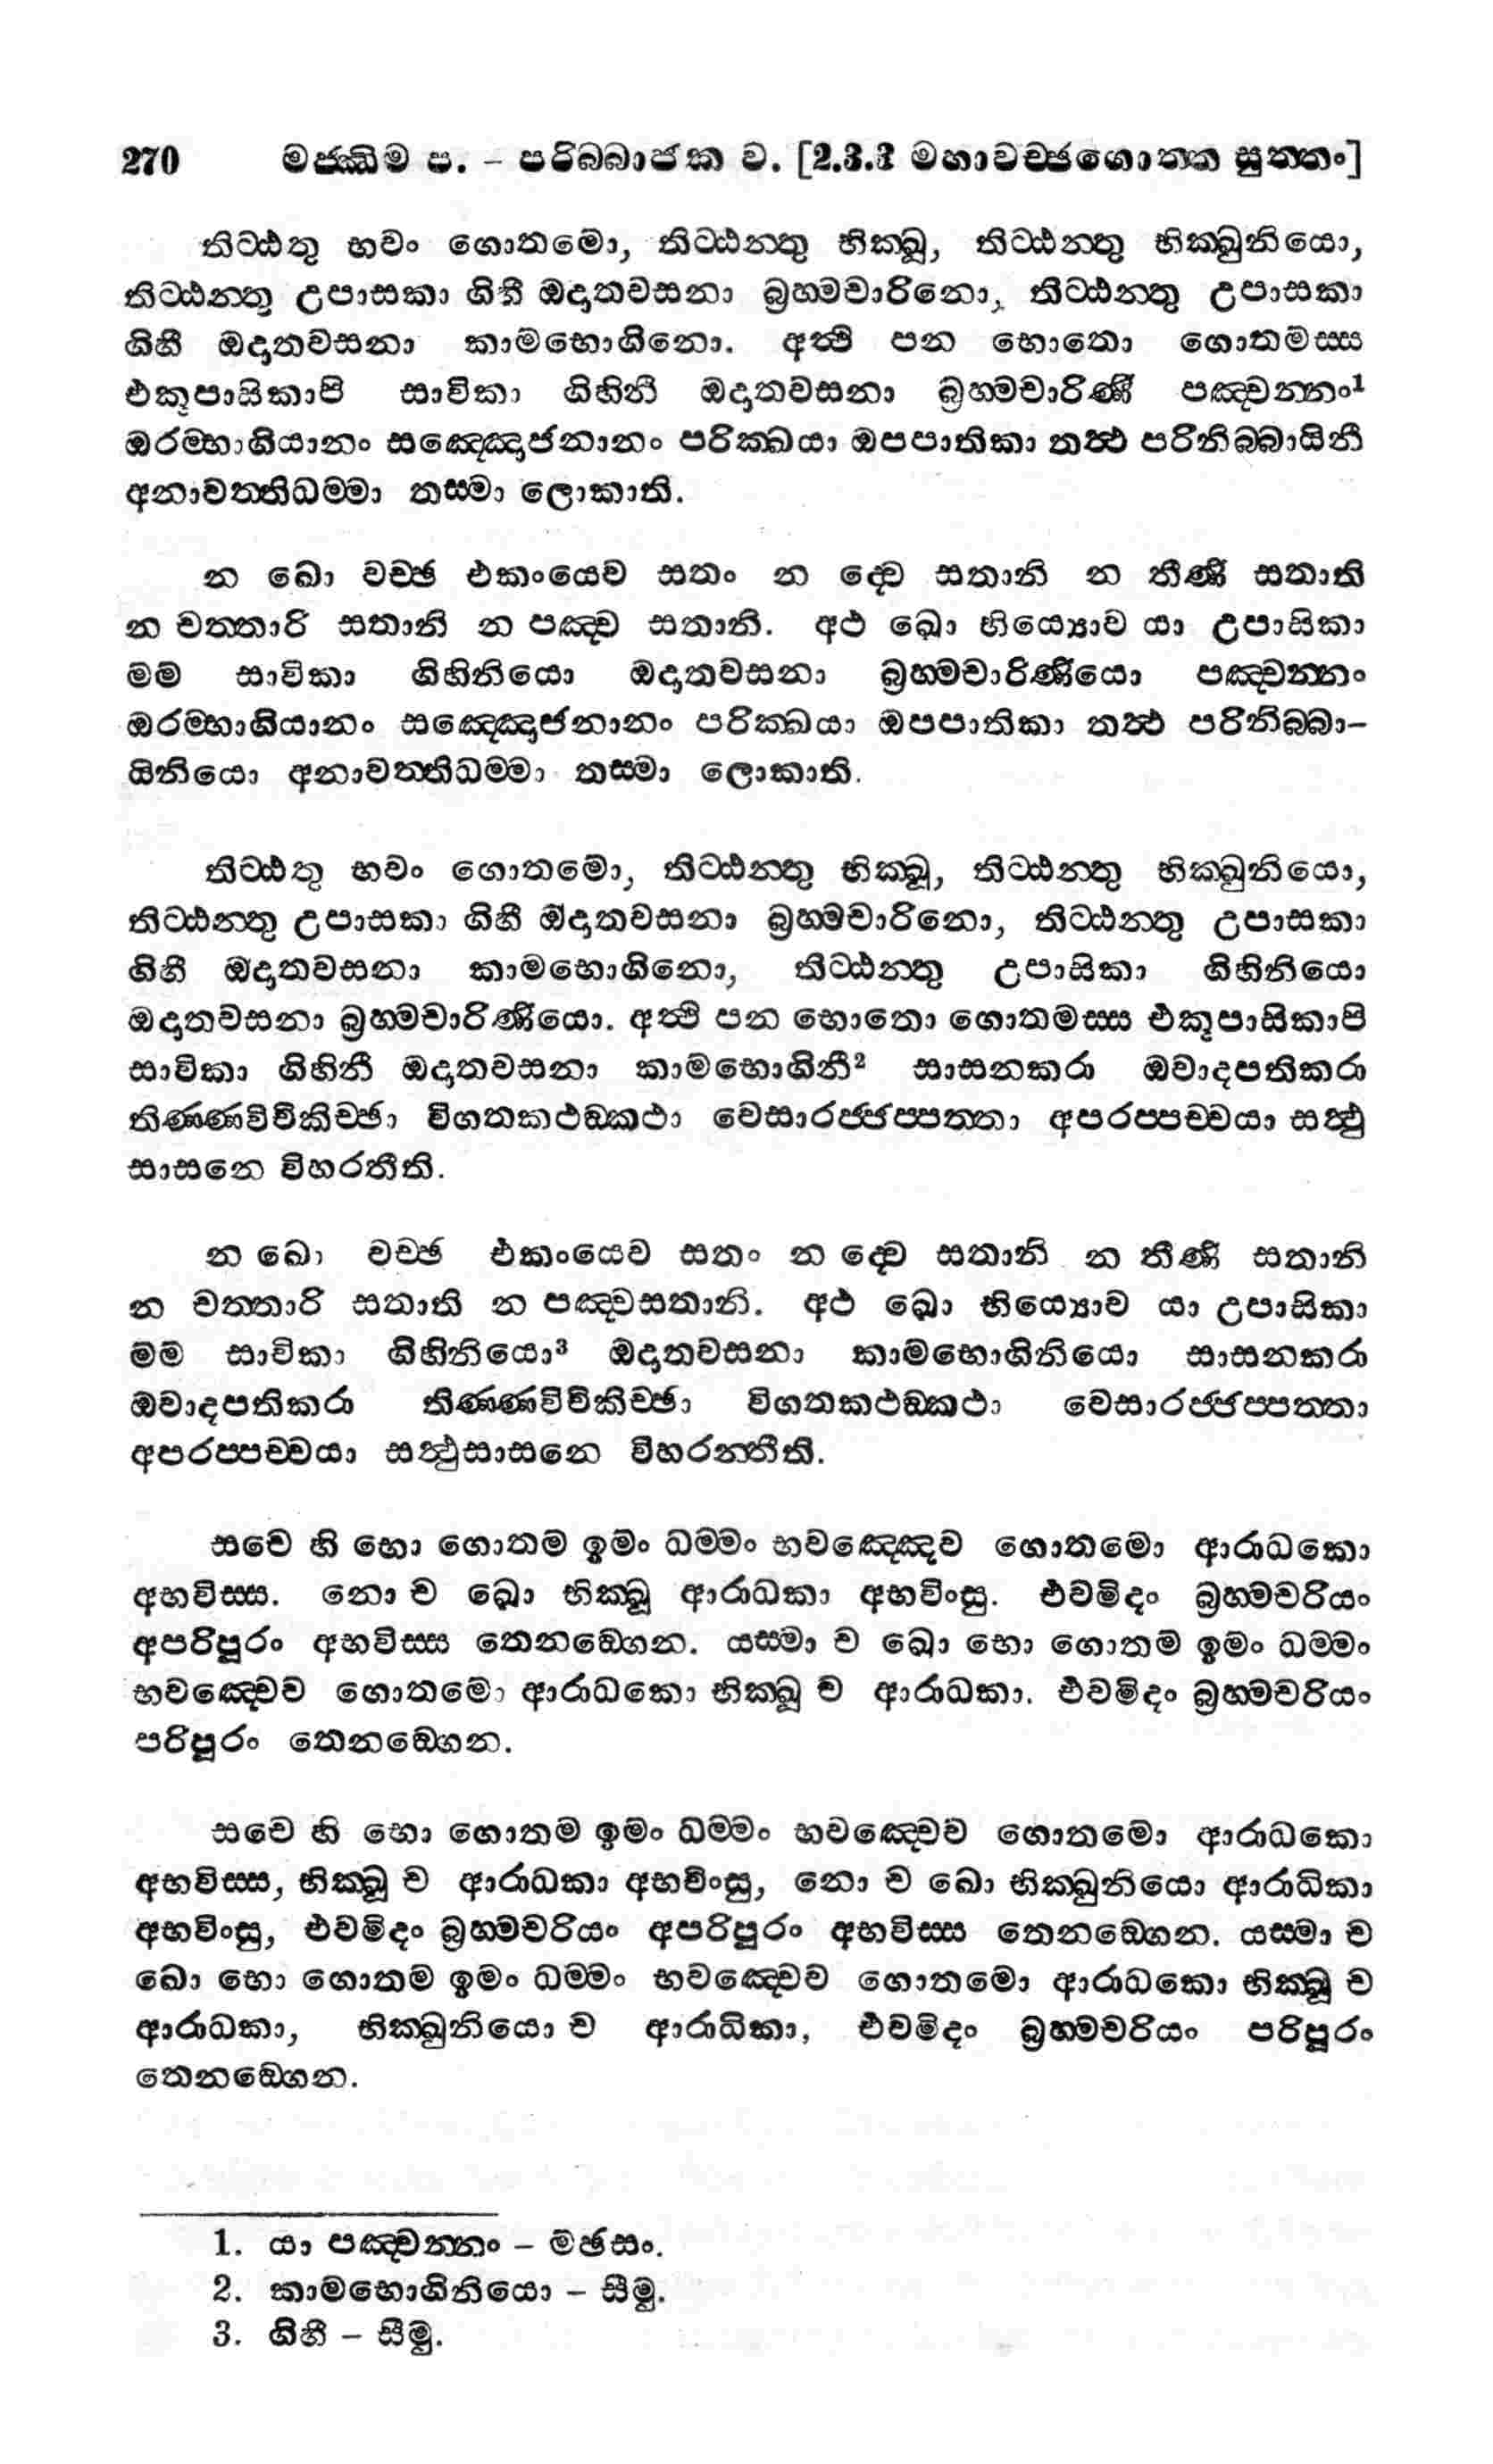 270 මජ්ඣිම ප. - පරිබ්බාජක ව. [2.3.3 මහාවච්ඡගොත්ත සුත්තං]
තිට්ඨතු භවං ගොතමො, තිට්ඨන්තු භික්ඛූ, තිට්ඨන්තු භික්ඛුනියො,
තිට්ඨන්තු උපාසකා ගිහී ඔදාතවසනා බ්‍රහ්මචාරිනො, තිට්ඨන්තු උපාසකා
ගිහී ඔදාතවසනා කාමභොගිනො. අත්ථි පන භොතො ගොතමස්ස
එකූපාසිකාපි සාවිකා ගිහිනී ඔදාතවසනා බ්‍රහ්මචාරිණී පඤ්චන්නං¹
ඔරම්භාගියානං සඤ්ඤොජනානං පරික්ඛයා ඔපපාතිකා තත්ථ පරිනිබ්බායිනී
අනාවත්තිධම්මා තස්මා ලොකාති.
න ඛො වච්ඡ එකංයෙව සතං න ද්වෙ සතානි න තීණි සතානි
න චත්තාරි සතානි න පඤ්ච සතානි. අථ ඛො භිය්‍යොව යා උපාසිකා
මම සාවිකා ගිහිනියො ඔදාතවසනා බ්‍රහ්මචාරිණියො පඤ්චන්නං
ඔරම්භාගියානං සඤ්ඤොජනානං පරික්ඛයා ඔපපාතිකා තත්ථ පරිනිබ්බා-
යිනියො අනාවත්තිධම්මා තස්මා ලොකාති.
තිට්ඨතු භවං ගොතමො, තිට්ඨන්තු භික්ඛූ, තිට්ඨන්තු භික්ඛුනියො,
තිට්ඨන්තු උපාසකා ගිහී ඔදාතවසනා බ්‍රහ්මචාරිනො, තිට්ඨන්තු උපාසකා
ගිහී ඔදාතවසනා කාමභොගිනො, තිට්ඨන්තු උපාසිකා ගිහිනියො
ඔදාතවසනා බ්‍රහ්මචාරිණියො. අත්ථි පන භොතො ගොතමස්ස එකූපාසිකාපි
සාවිකා ගිහිනී ඔදාතවසනා කාමභොගිනී² සාසනකරා ඔවාදපතිකරා
තිණ්ණවිචිකිච්ඡා විගතකථඞ්කථා වෙසාරජ්ජප්පත්තා අපරප්පච්චයා සත්ථු
සාසනෙ විහරතීති.
න ඛො වච්ඡ එකංයෙව සතං න ද්වෙ සතානි න තීණි සතානි
න චත්තාරි සතානි න පඤ්චසතානි. අථ ඛො භිය්‍යොව යා උපාසිකා
මම සාවිකා ගිහිනියො³ ඔදාතවසනා කාමභොගිනියො සාසනකරා
ඔවාදපතිකරා තිණ්ණවිචිකිච්ඡා විගතකථඞ්කථා වෙසාරජ්ජප්පත්තා
අපරප්පච්චයා සත්ථුසාසනෙ විහරන්තීති.
සචෙ හි භො ගොතම ඉමං ධම්මං භවඤ්ඤෙව ගොතමො ආරාධකො
අභවිස්ස. නො ච ඛො භික්ඛූ ආරාධකා අභවිංසු. එවමිදං බ්‍රහ්මචරියං
අපරිපූරං අභවිස්ස තෙනඞ්ගෙන. යස්මා ච ඛො භො ගොතම ඉමං ධම්මං
භවඤ්චෙව ගොතමො ආරාධකො භික්ඛූ ච ආරාධකා. එවමිදං බ්‍රහ්මචරියං
පරිපූරං තෙනඞ්ගෙන.
සචෙ හි භො ගොතම ඉමං ධම්මං භවඤ්චෙව ගොතමො ආරාධකො
අභවිස්ස, භික්ඛූ ච ආරාධකා අභවිංසු, නො ච ඛො භික්ඛුනියො ආරාධිකා
අභවිංසු, එවමිදං බ්‍රහ්මචරියං අපරිපූරං අභවිස්ස තෙනඞ්ගෙන. යස්මා ච
ඛො භො ගොතම ඉමං ධම්මං භවඤ්චෙව ගොතමො ආරාධකො භික්ඛූ ච
ආරාධකා, භික්ඛුනියො ච ආරාධිකා, එවමිදං බ්‍රහ්මචරියං පරිපූරං
තෙනඞ්ගෙන.
1. යා පඤ්චන්නං - මඡසං.
2. කාමභොගිනියො - සීමු.
3. ගිහී - සීමු.